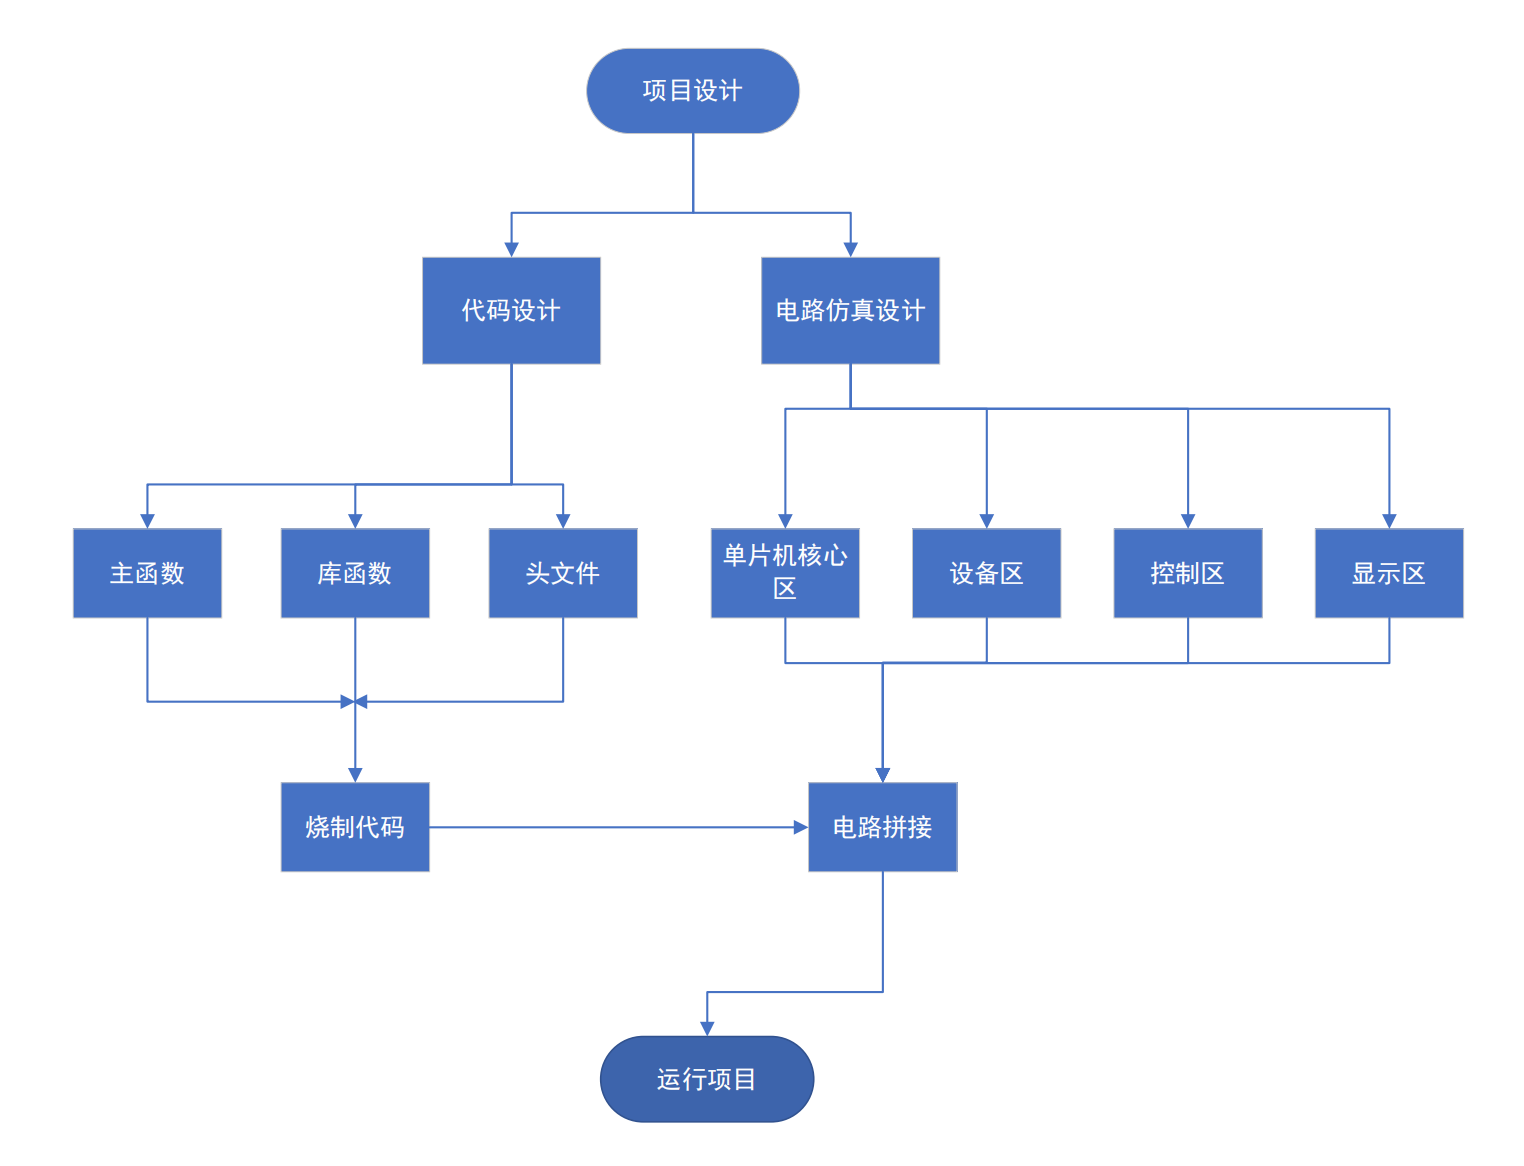 项目设计
代码设计
电路仿真设计
主函数
库函数
头文件
单片机核心
区
设备区
控制区
显示区
烧制代码
电路拼接
运行项目